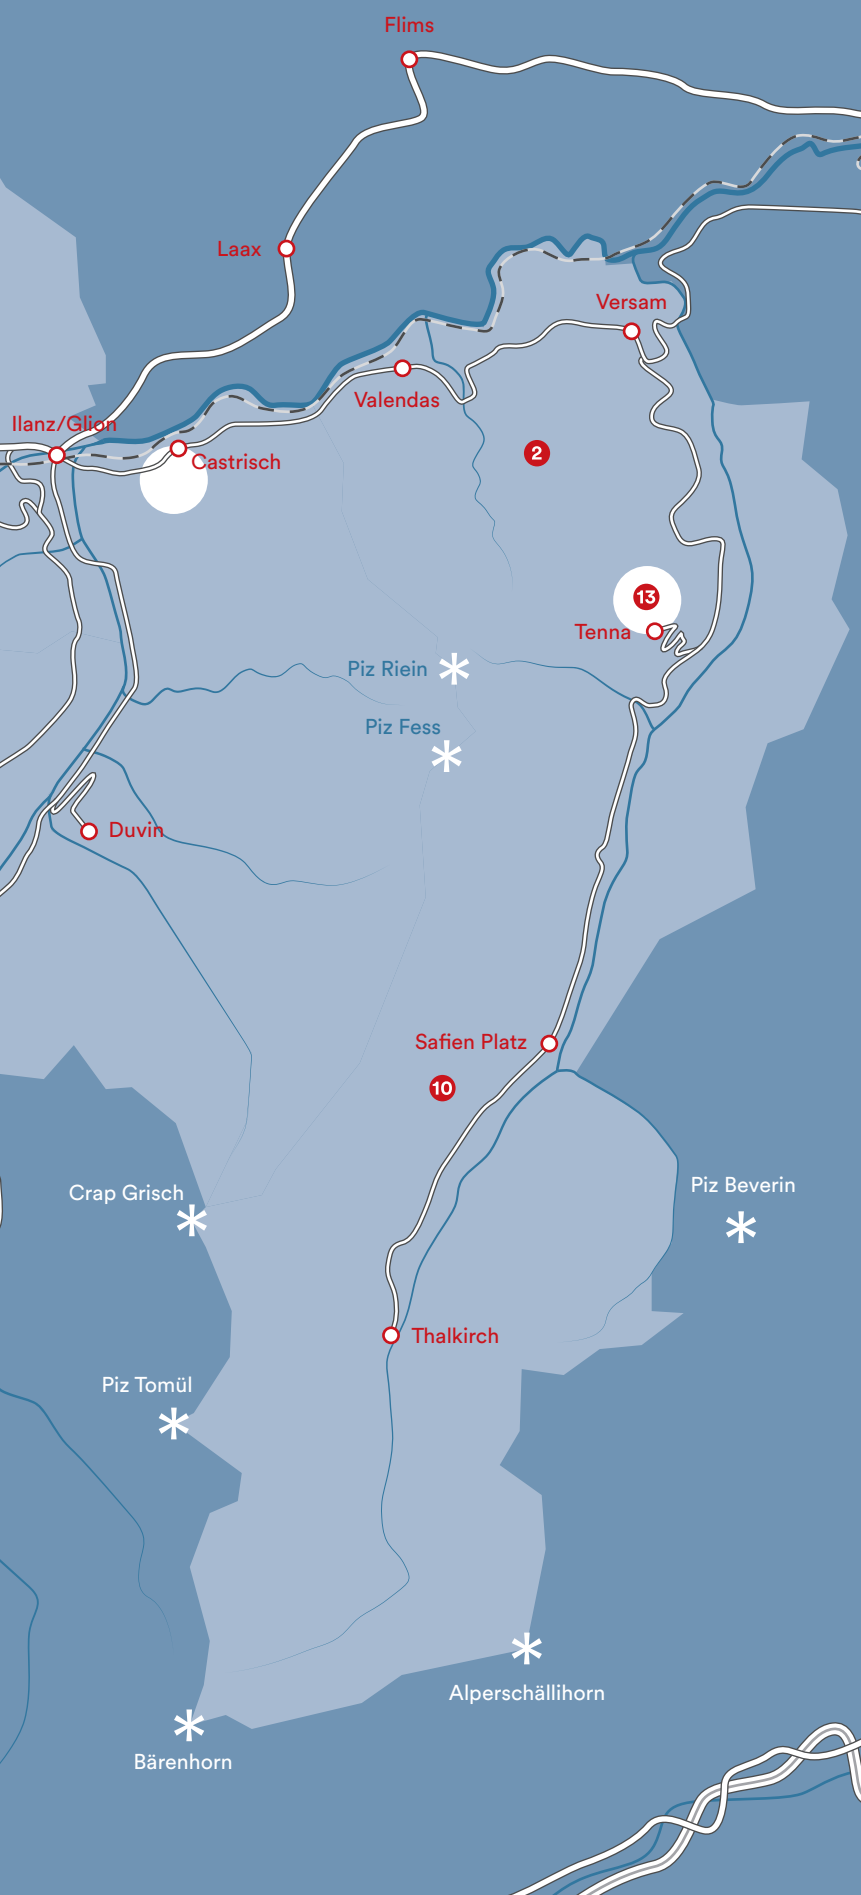 Flims
Laax
Versam
Valendas
Ilanz/Glion
Castrisch
2
13
Tenna
Piz Riein
Piz Fess
Duvin
Safien Platz
10
Piz Beverin
Crap Grisch
Thalkirch
Piz Tomül
Alperschällihorn
Bärenhorn